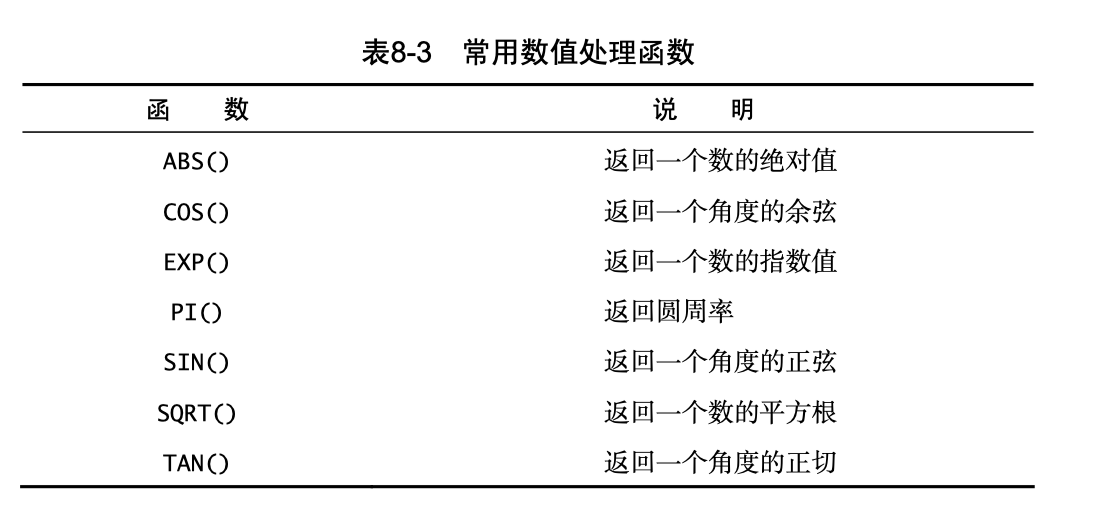 表8-3 常用数值处理函数
函 数 说 明
ABS() 返回一个数的绝对值
COS() 返回一个角度的余弦
EXP() 返回一个数的指数值
PI() 返回圆周率
SIN() 返回一个角度的正弦
SQRT() 返回一个数的平方根
TAN() 返回一个角度的正切